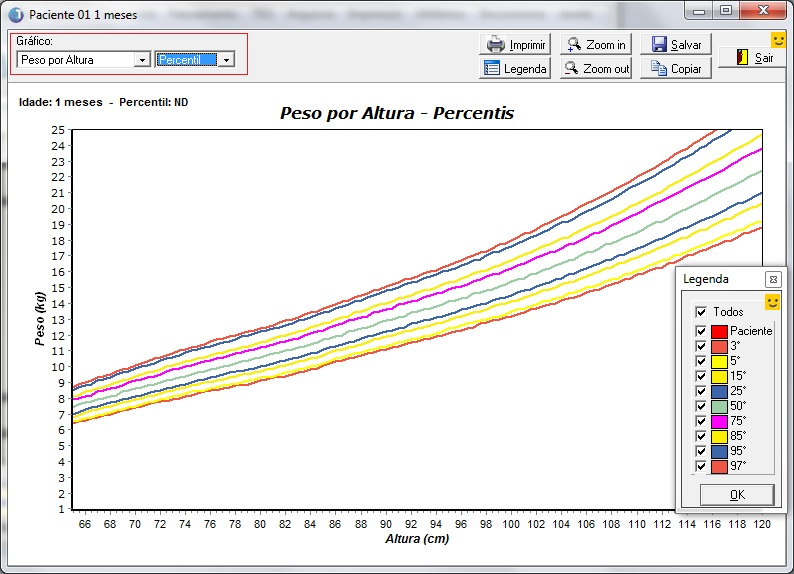 Paciente 01 1 meses
Gráfico:
Peso por Altura
Percentil
Imprimir
Zoom in
Salvar
Sair
Legenda
Zoom out
Copiar
Idade: 1 meses - Percentil: ND
Peso por Altura - Percentis
25
24
23
22
21
20
19
18
17
16
15
14
13
12
11
10
9
8
7
6
5
4
3
2
1
Peso (kg)
66 68 70 72 74 76 78 80 82 84 86 88 90 92 94 96 98 100 102 104 106 108 110 112 114 116 118 120
Altura (cm)
Legenda
Todos
Paciente
3°
5°
15°
25°
50°
75°
85°
95°
97°
OK